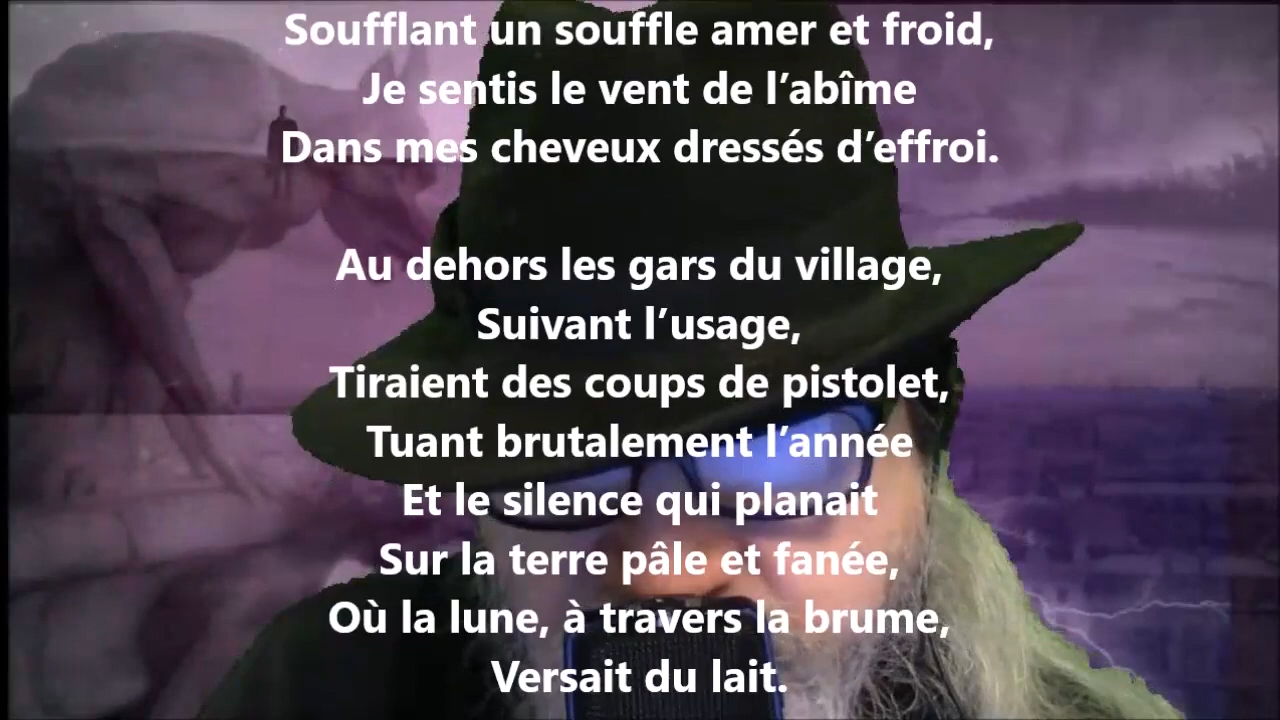 Soufflant un souffle amer et froid,
Je sentis le vent de l’abîme
Dans mes cheveux dressés d’effroi.
Au dehors les gars du village,
Suivant l’usage,
Tiraient des coups de pistolet,
Tuant brutalement l’année
Et le silence qui planait
Sur la terre pâle et fanée,
Où la lune, à travers la brume,
Versait du lait.